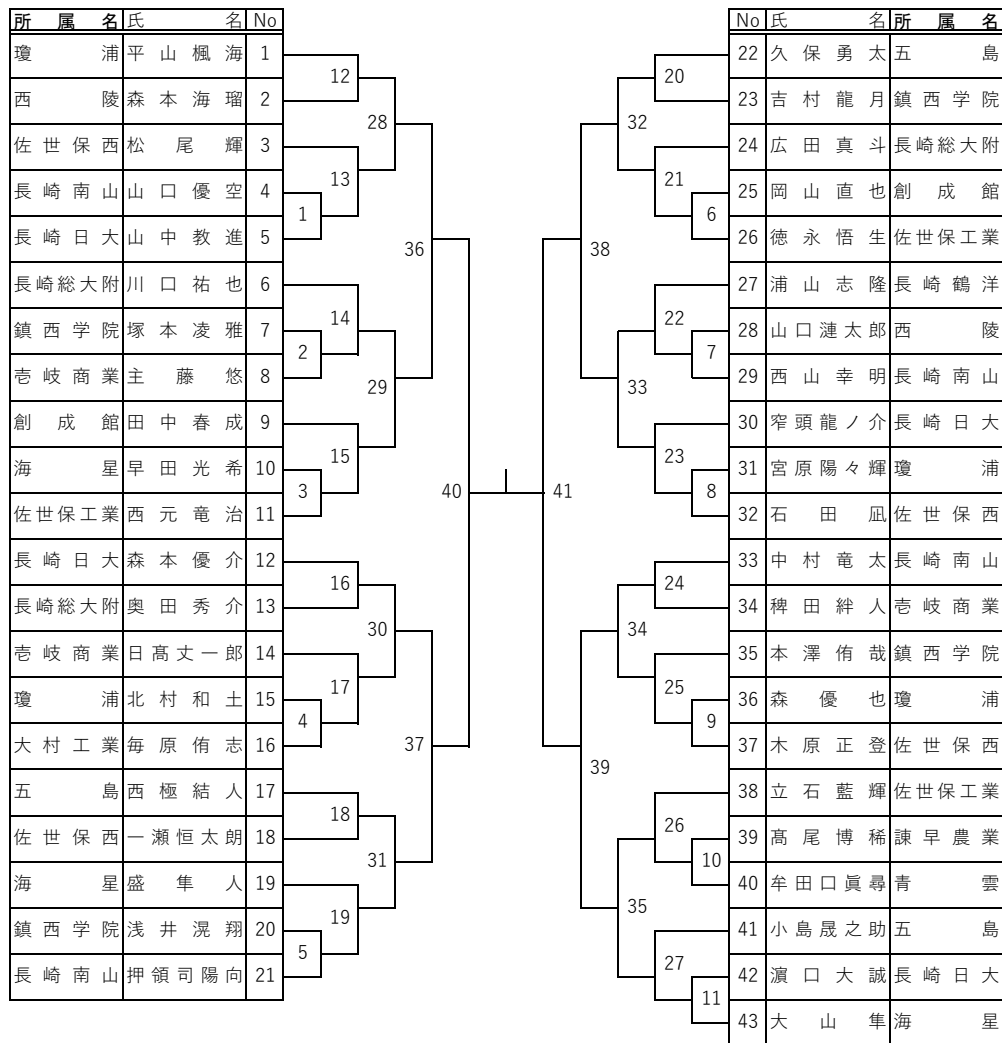 所属名 氏名 No
瓊浦 平山楓海 1
西陵 森本海瑠 2
佐世保西 松尾輝 3
長崎南山 山口優空 4
長崎日大 山中教進 5
長崎総大附 川口祐也 6
鎮西学院 塚本凌雅 7
壱岐商業 主藤悠 8
創成館 田中春成 9
海星 早田光希 10
佐世保工業 西元竜治 11
長崎日大 森本優介 12
長崎総大附 奥田秀介 13
壱岐商業 日髙丈一郎 14
瓊浦 北村和土 15
大村工業 毎原侑志 16
五島 西極結人 17
佐世保西 一瀬恒太朗 18
海星 盛隼人 19
鎮西学院 浅井滉翔 20
長崎南山 押領司陽向 21
12
28
13
1
36
14
2
29
15
3
40
16
30
17
4
37
18
31
19
5
41
20
32
21
6
38
22
7
33
23
8
24
34
25
9
39
26
10
35
27
11
No 氏名 所属名
22 久保勇太 五島
23 吉村龍月 鎮西学院
24 広田真斗 長崎総大附
25 岡山直也 創成館
26 徳永悟生 佐世保工業
27 浦山志隆 長崎鶴洋
28 山口漣太郎 西陵
29 西山幸明 長崎南山
30 窄頭龍ノ介 長崎日大
31 宮原陽々輝 瓊浦
32 石田凪 佐世保西
33 中村竜太 長崎南山
34 稗田絆人 壱岐商業
35 本澤侑哉 鎮西学院
36 森優也 瓊浦
37 木原正登 佐世保西
38 立石藍輝 佐世保工業
39 髙尾博稀 諫早農業
40 牟田口眞尋 青雲
41 小島晟之助 五島
42 濵口大誠 長崎日大
43 大山隼 海星